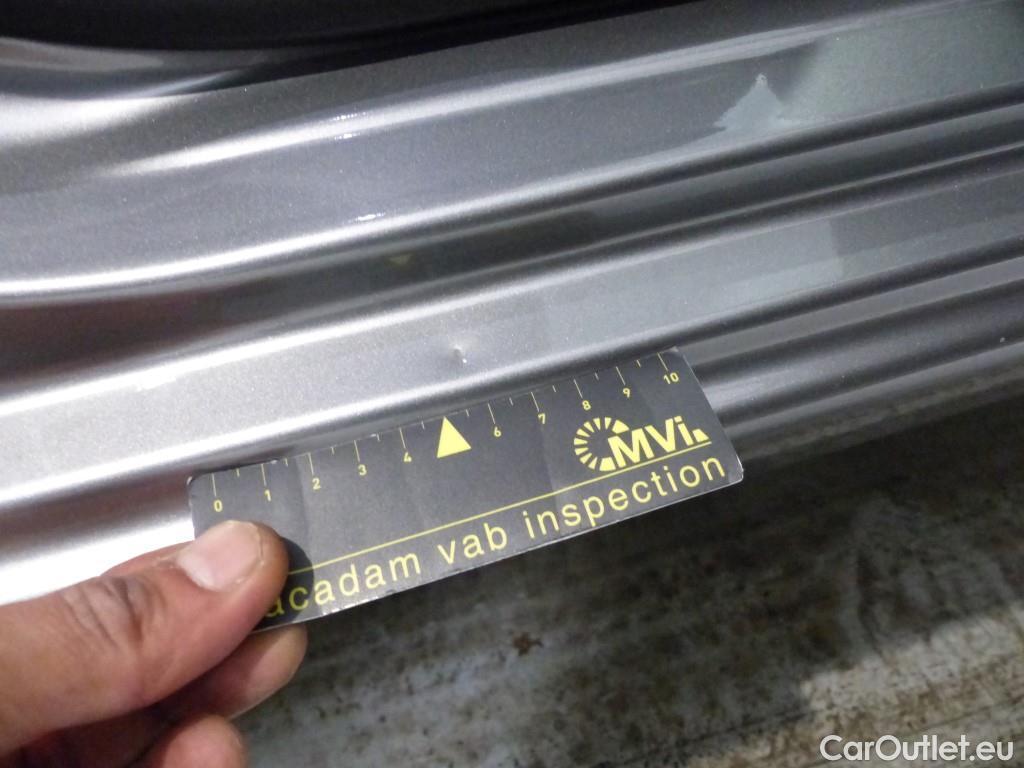 0 1 2 3 4 6 7 8 9 10
MVi.
acadam vab inspection
CarOutlet.eu